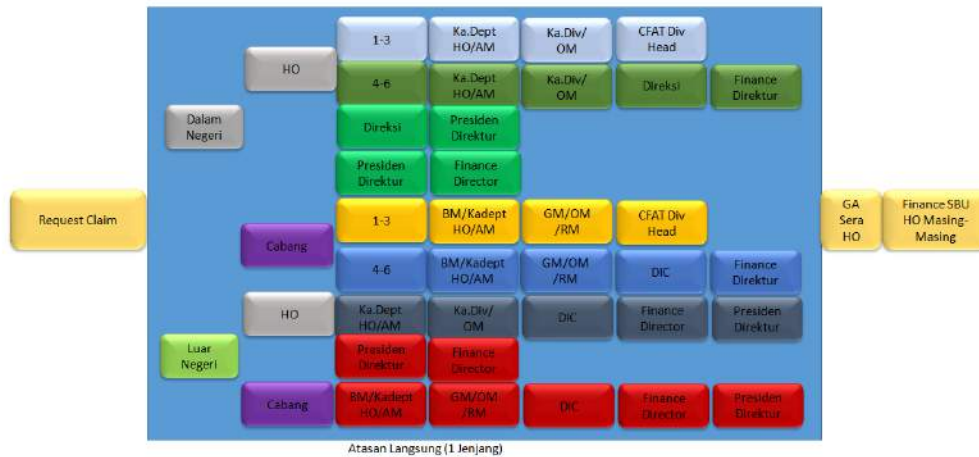 1-3
Ka.Dept
HO/AM
Ka.Div/
OM
CFAT Div
Head
HO
4-6
Ka.Dept
HO/AM
Ka.Div/
OM
Direksi
Finance
Direktur
Dalam
Negeri
Direksi
Presiden
Direktur
Presiden
Direktur
Finance
Director
Request Claim
1-3
BM/Kadept
HO/AM
GM/OM
/RM
CFAT Div
Head
GA
Sera
HO
Finance SBU
HO Masing-
Masing
Cabang
4-6
BM/Kadept
HO/AM
GM/OM
/RM
DIC
Finance
Direktur
HO
Ka.Dept
HO/AM
Ka.Div/
OM
DIC
Finance
Director
Presiden
Direktur
Luar
Negeri
Presiden
Direktur
Finance
Director
Cabang
BM/Kadept
HO/AM
GM/OM
/RM
DIC
Finance
Director
Presiden
Direktur
Atasan Langsung (1 Jenjang)